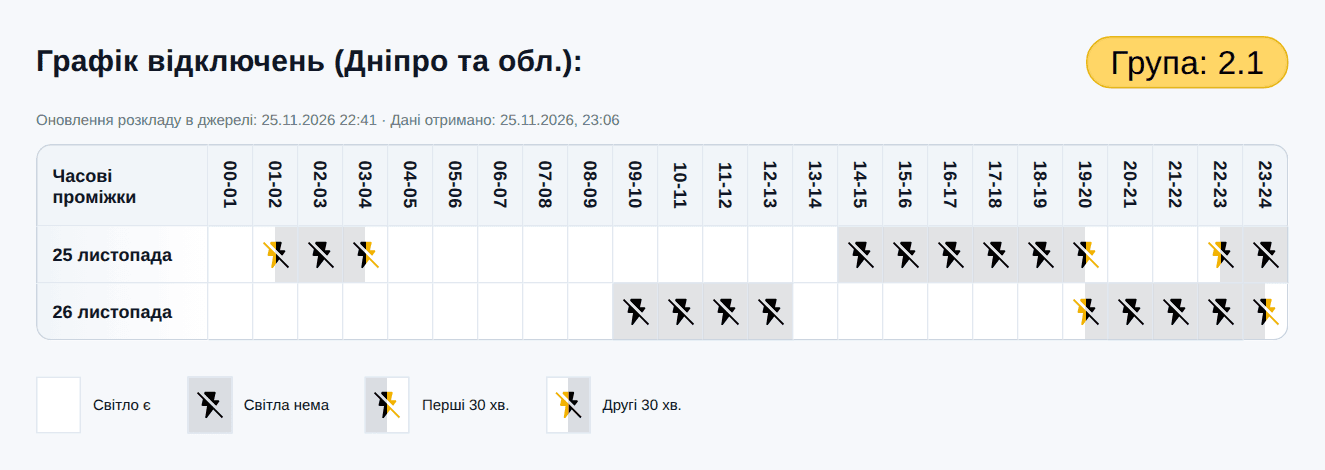 Графік відключень (Дніпро та обл.):
Група: 2.1
Оновлення розкладу в джерелі: 25.11.2026 22:41 · Дані отримано: 25.11.2026, 23:06
Часові
проміжки
00-01
01-02
02-03
03-04
04-05
05-06
06-07
07-08
08-09
09-10
10-11
11-12
12-13
13-14
14-15
15-16
16-17
17-18
18-19
19-20
20-21
21-22
22-23
23-24
25 листопада
26 листопада
Світло є
Світла нема
Перші 30 хв.
Другі 30 хв.